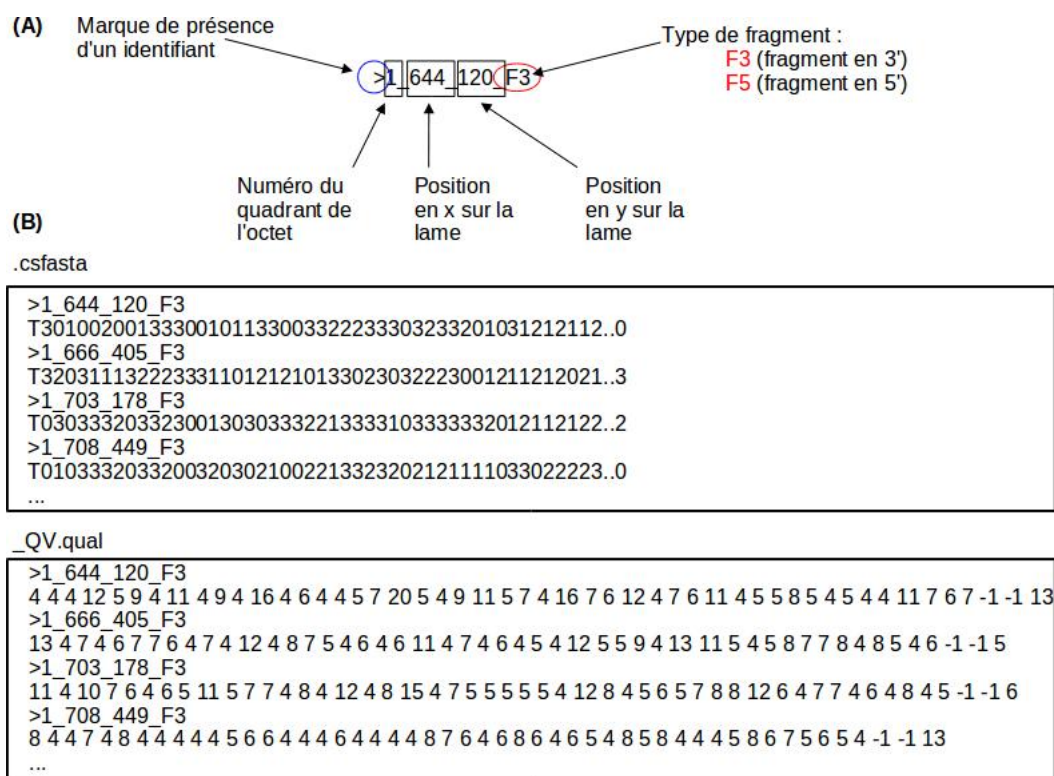 (A)
Marque de présence
d'un identifiant
>1_644_120_F3
Type de fragment :
F3 (fragment en 3')
F5 (fragment en 5')
Numéro du
quadrant de
l'octet
Position
en x sur la
lame
Position
en y sur la
lame
(B)
.csfasta
>1_644_120_F3
T30100200133300101133003322233303233201031212112..0
>1_666_405_F3
T32031113222333110121210133023032223001211212021..3
>1_703_178_F3
T03033320332300130303332213333103333332012112122..2
>1_708_449_F3
T01033320332003203021002213323202121111033022223..0
...
_QV.qual
>1_644_120_F3
4 4 4 12 5 9 4 11 4 9 4 16 4 6 4 4 5 7 20 5 4 9 11 5 7 4 16 7 6 12 4 7 6 11 4 5 5 8 5 4 5 4 4 11 7 6 7 -1 -1 13
>1_666_405_F3
13 4 7 4 6 7 7 6 4 7 4 12 4 8 7 5 4 6 4 6 11 4 7 4 6 4 5 4 12 5 5 9 4 13 11 5 4 5 8 7 7 8 4 8 5 4 6 -1 -1 5
>1_703_178_F3
11 4 10 7 6 4 6 5 11 5 7 7 4 8 4 12 4 8 15 4 7 5 5 5 5 5 4 12 8 4 5 6 5 7 8 8 12 6 4 7 7 4 6 4 8 4 5 -1 -1 6
>1_708_449_F3
8 4 4 7 4 8 4 4 4 4 4 5 6 6 4 4 4 6 4 4 4 4 8 7 6 4 6 8 6 4 6 5 4 8 5 8 4 4 4 5 8 6 7 5 6 5 4 -1 -1 13
...